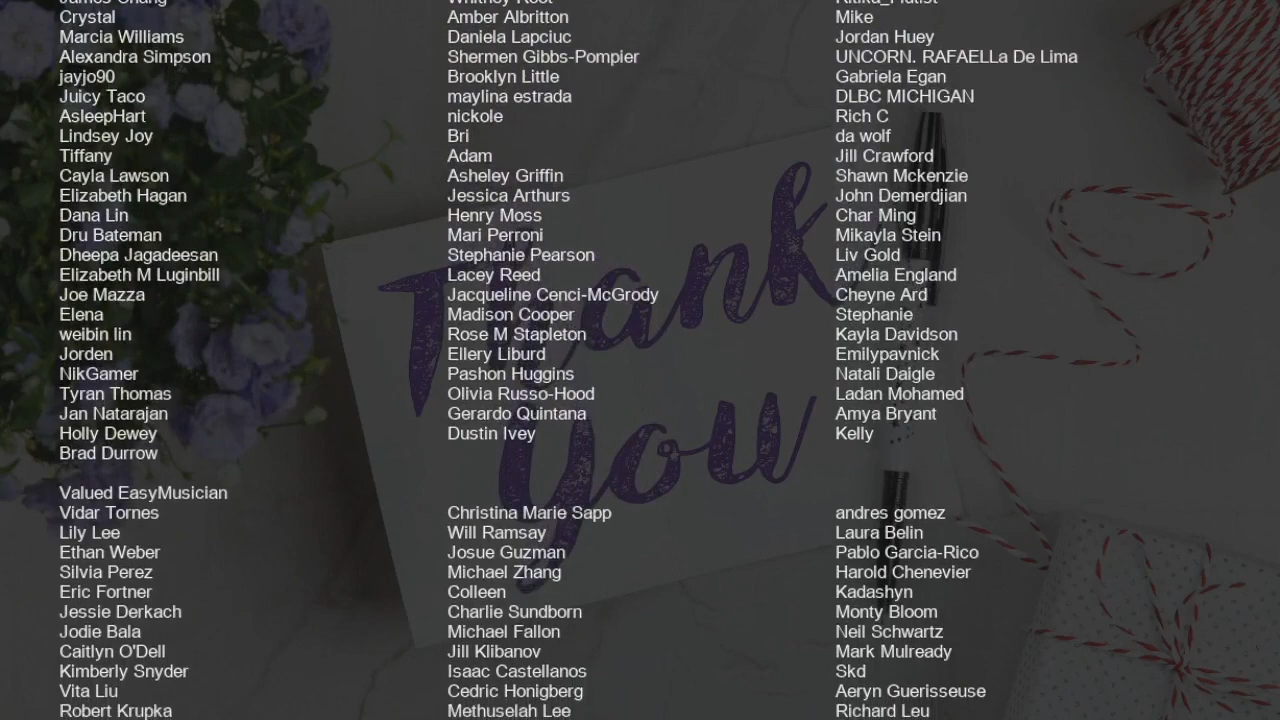 Crystal
Amber Albritton
Mike
Marcia Williams
Daniela Lapciuc
Jordan Huey
Alexandra Simpson
Shermen Gibbs-Pompier
UNCORN. RAFAELLa De Lima
jayjo90
Brooklyn Little
Gabriela Egan
Juicy Taco
maylina estrada
DLBC MICHIGAN
AsleepHart
nickole
Rich C
Lindsey Joy
Bri
da wolf
Tiffany
Adam
Jill Crawford
Cayla Lawson
Asheley Griffin
Shawn Mckenzie
Elizabeth Hagan
Jessica Arthurs
John Demerdjian
Dana Lin
Henry Moss
Char Ming
Dru Bateman
Mari Perroni
Mikayla Stein
Dheepa Jagadeesan
Stephanie Pearson
Liv Gold
Elizabeth M Luginbill
Lacey Reed
Amelia England
Joe Mazza
Jacqueline Cenci-McGrody
Cheyne Ard
Elena
Madison Cooper
Stephanie
weibin lin
Rose M Stapleton
Kayla Davidson
Jorden
Ellery Liburd
Emilypavnick
NikGamer
Pashon Huggins
Natali Daigle
Tyran Thomas
Olivia Russo-Hood
Ladan Mohamed
Jan Natarajan
Gerardo Quintana
Amya Bryant
Holly Dewey
Dustin Ivey
Kelly
Brad Durrow
Valued EasyMusician
Vidar Tornes
Christina Marie Sapp
andres gomez
Lily Lee
Will Ramsay
Laura Belin
Ethan Weber
Josue Guzman
Pablo Garcia-Rico
Silvia Perez
Michael Zhang
Harold Chenevier
Eric Fortner
Colleen
Kadashyn
Jessie Derkach
Charlie Sundborn
Monty Bloom
Jodie Bala
Michael Fallon
Neil Schwartz
Caitlyn O'Dell
Jill Klibanov
Mark Mulready
Kimberly Snyder
Isaac Castellanos
Skd
Vita Liu
Cedric Honigberg
Aeryn Guerisseuse
Robert Krupka
Methuselah Lee
Richard Leu
Thank
you